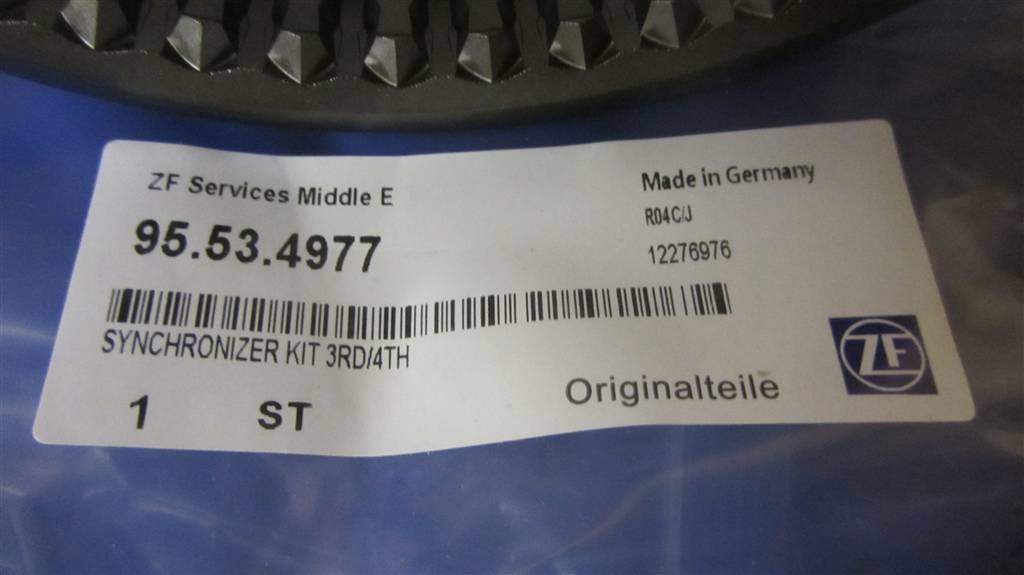 ZF Services Middle E
Made in Germany
95.53.4977
R04C/J
12276976
SYNCHRONIZER KIT 3RD/4TH
1 ST
Originalteile
ZF